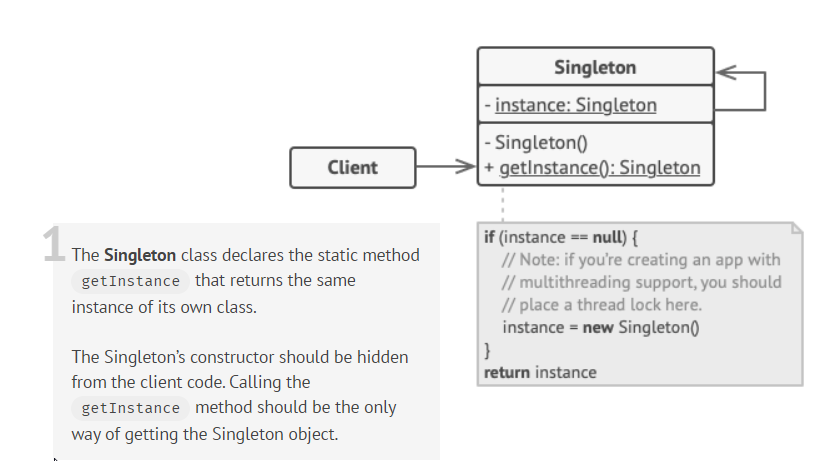 Singleton
- instance: Singleton
- Singleton()
+ getInstance(): Singleton
Client
1
The Singleton class declares the static method
getInstance that returns the same
instance of its own class.
The Singleton’s constructor should be hidden
from the client code. Calling the
getInstance method should be the only
way of getting the Singleton object.
if (instance == null) {
// Note: if you’re creating an app with
// multithreading support, you should
// place a thread lock here.
instance = new Singleton()
}
return instance